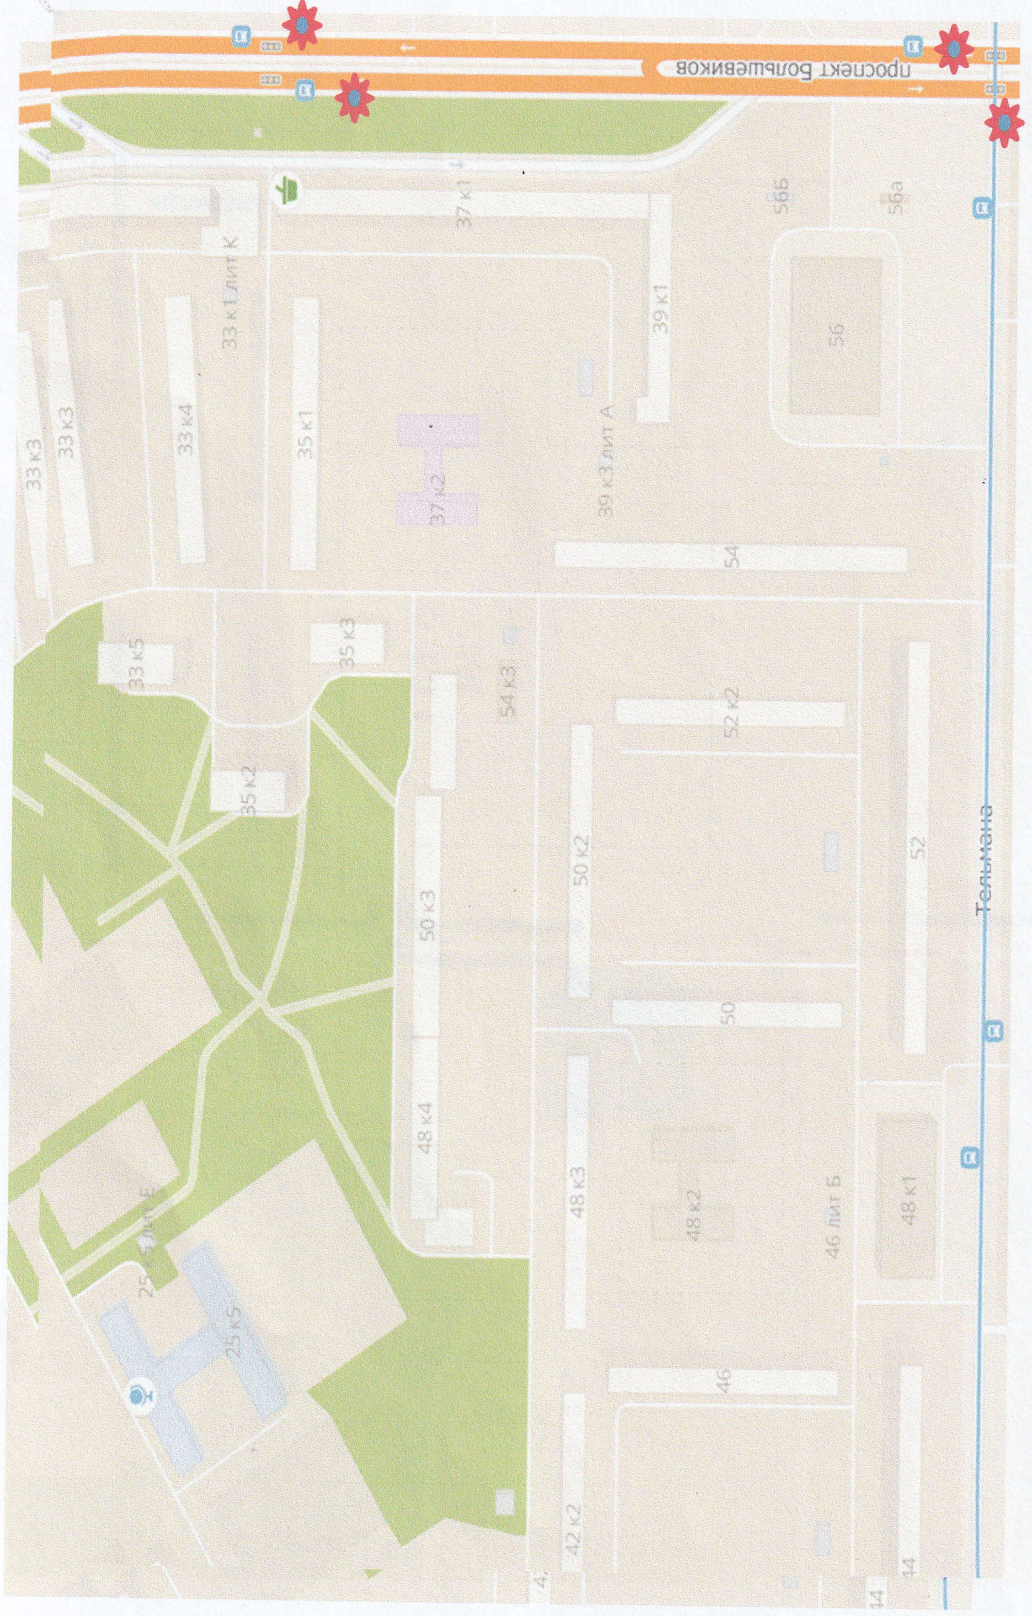 проспект Большевиков
37 к1
56Б
56а
33 к1 лит К
39 к1
56
33 к3
33 к3
33 к4
35 к1
37 к2
39 к3 лит А
54
33 к5
35 к3
54 к3
52 к2
35 к2
50 к3
50 к2
52
Тельмана
50
48 к4
48 к3
48 к2
46 лит Б
48 к1
25 к5
46
42 к2
44
44